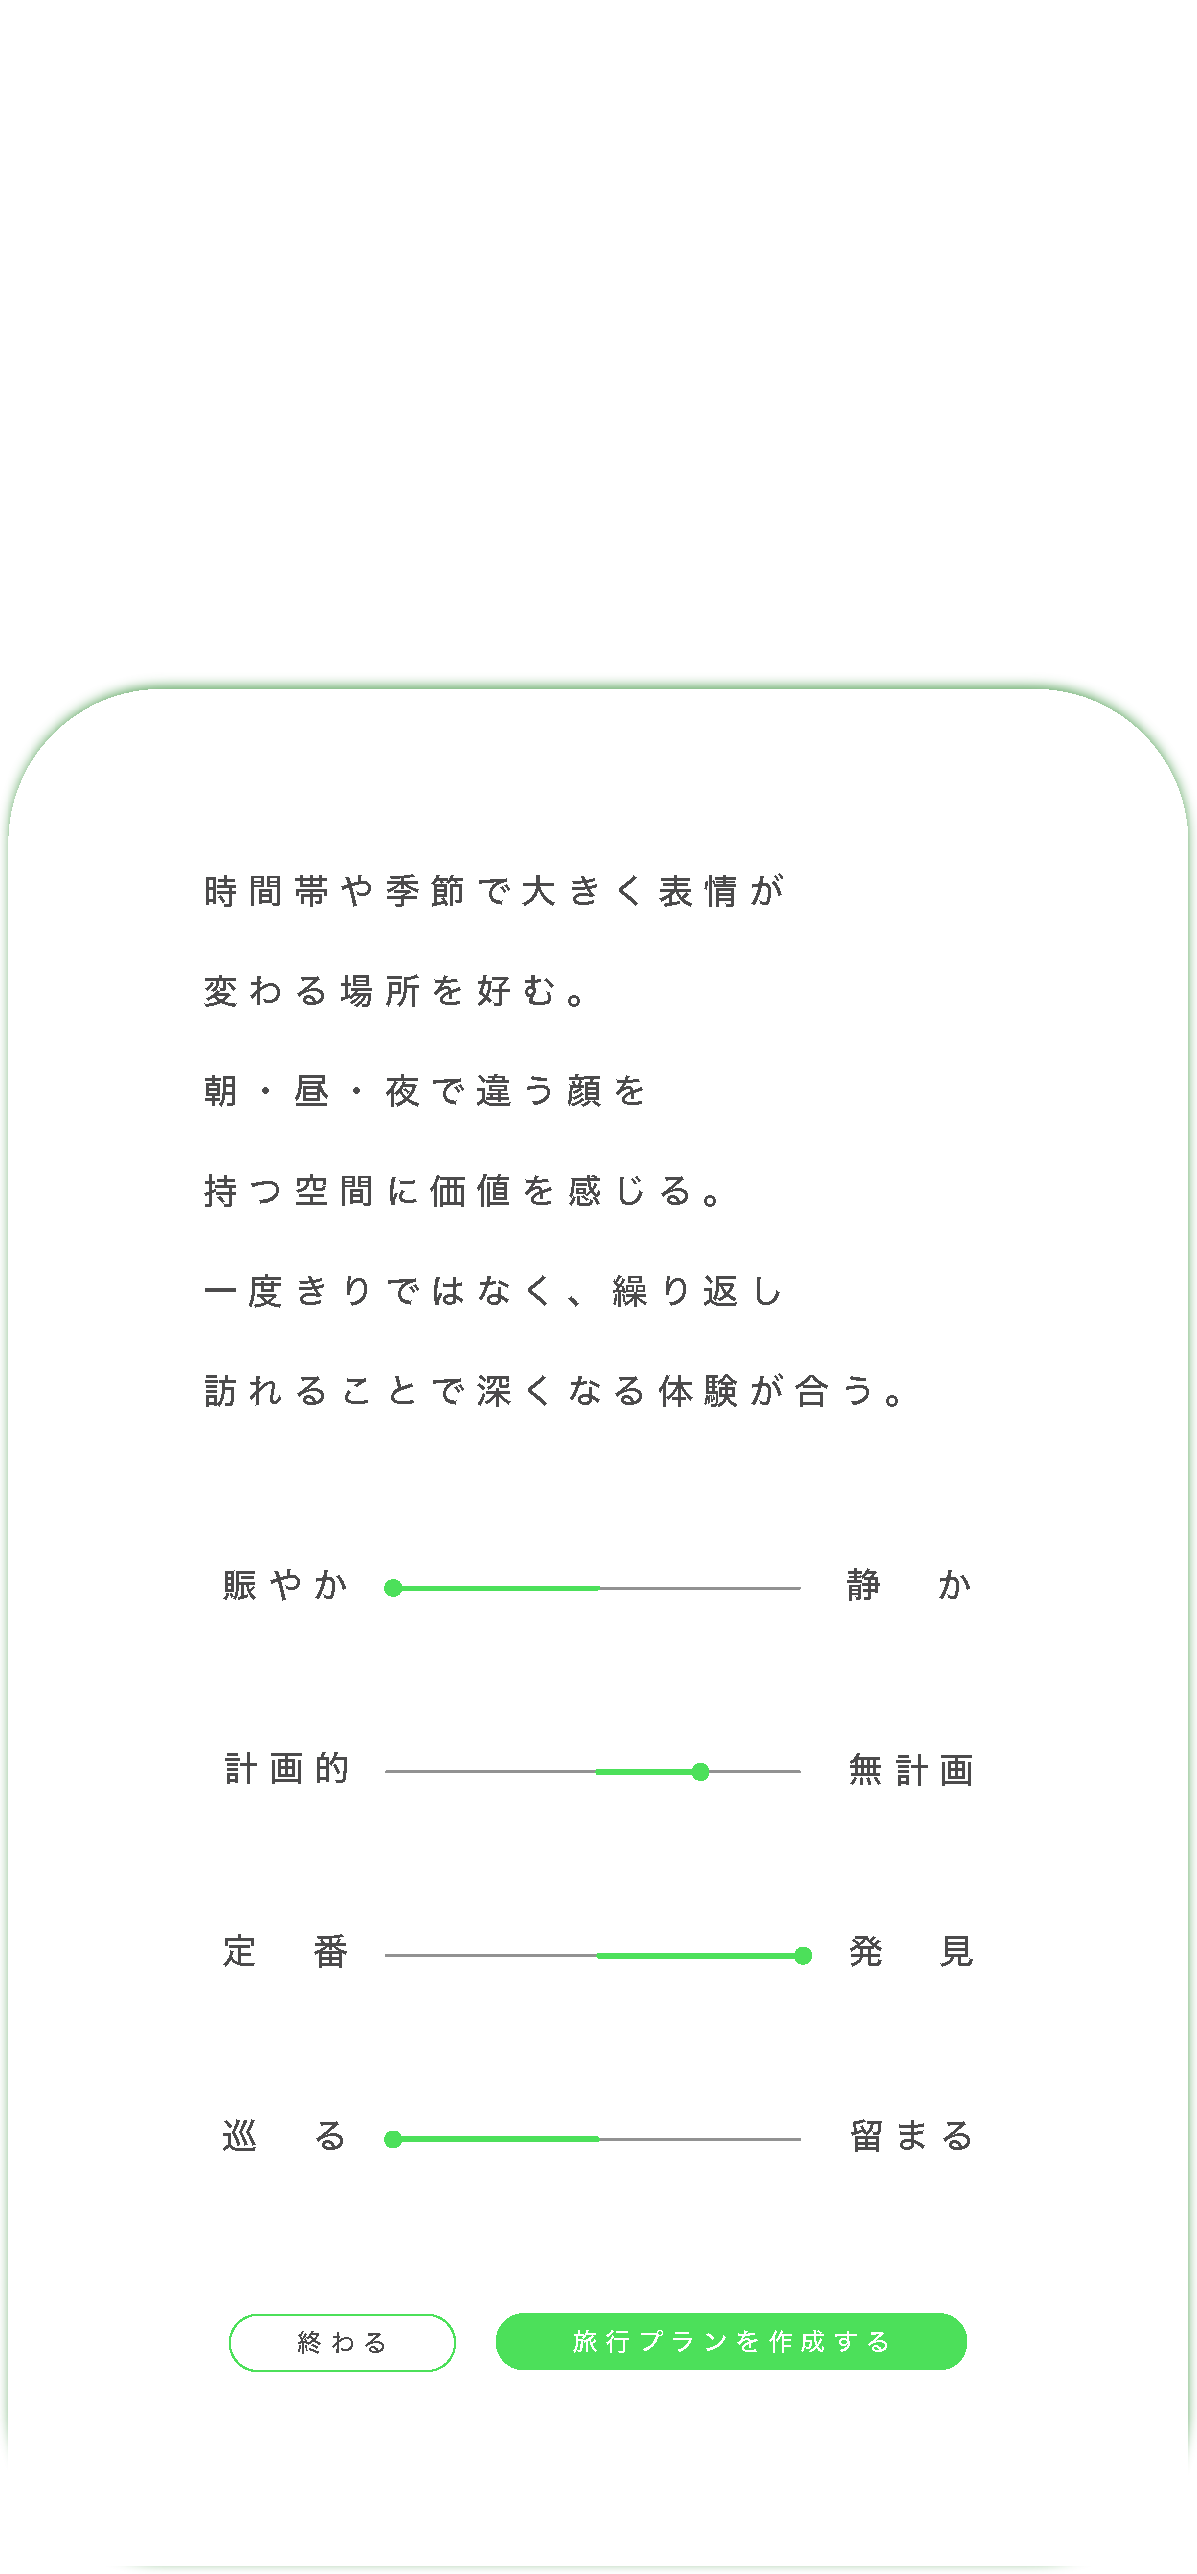 時間帯や季節で大きく表情が
変わる場所を好む。
朝・昼・夜で違う顔を
持つ空間に価値を感じる。
一度きりではなく、繰り返し
訪れることで深くなる体験が合う。
賑やか 静か
計画的 無計画
定番 発見
巡る 留まる
終わる 旅行プランを作成する